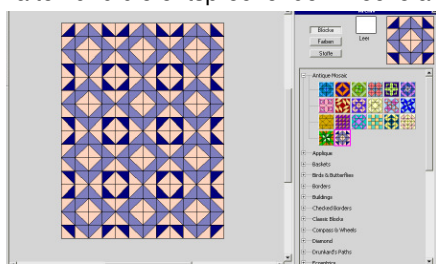 Blöcke
Farben
Stoffe
Leer
Antique Mosaic
Applique
Baskets
Birds & Butterflies
Borders
Buildings
Checked Borders
Classic Blocks
Compass & Wheels
Diamond
Drunkard's Paths